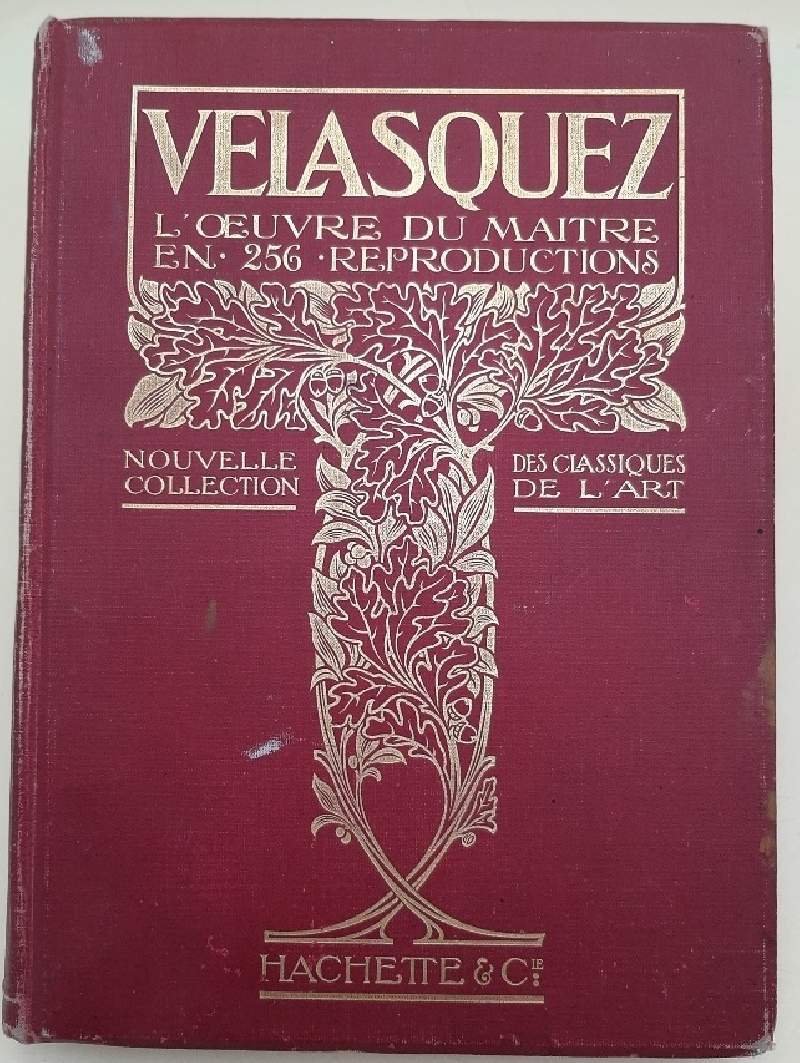 VELASQUEZ
L'ŒUVRE DU MAITRE
EN · 256 · REPRODUCTIONS
NOUVELLE
COLLECTION
DES CLASSIQUES
DE L'ART
HACHETTE & CIE